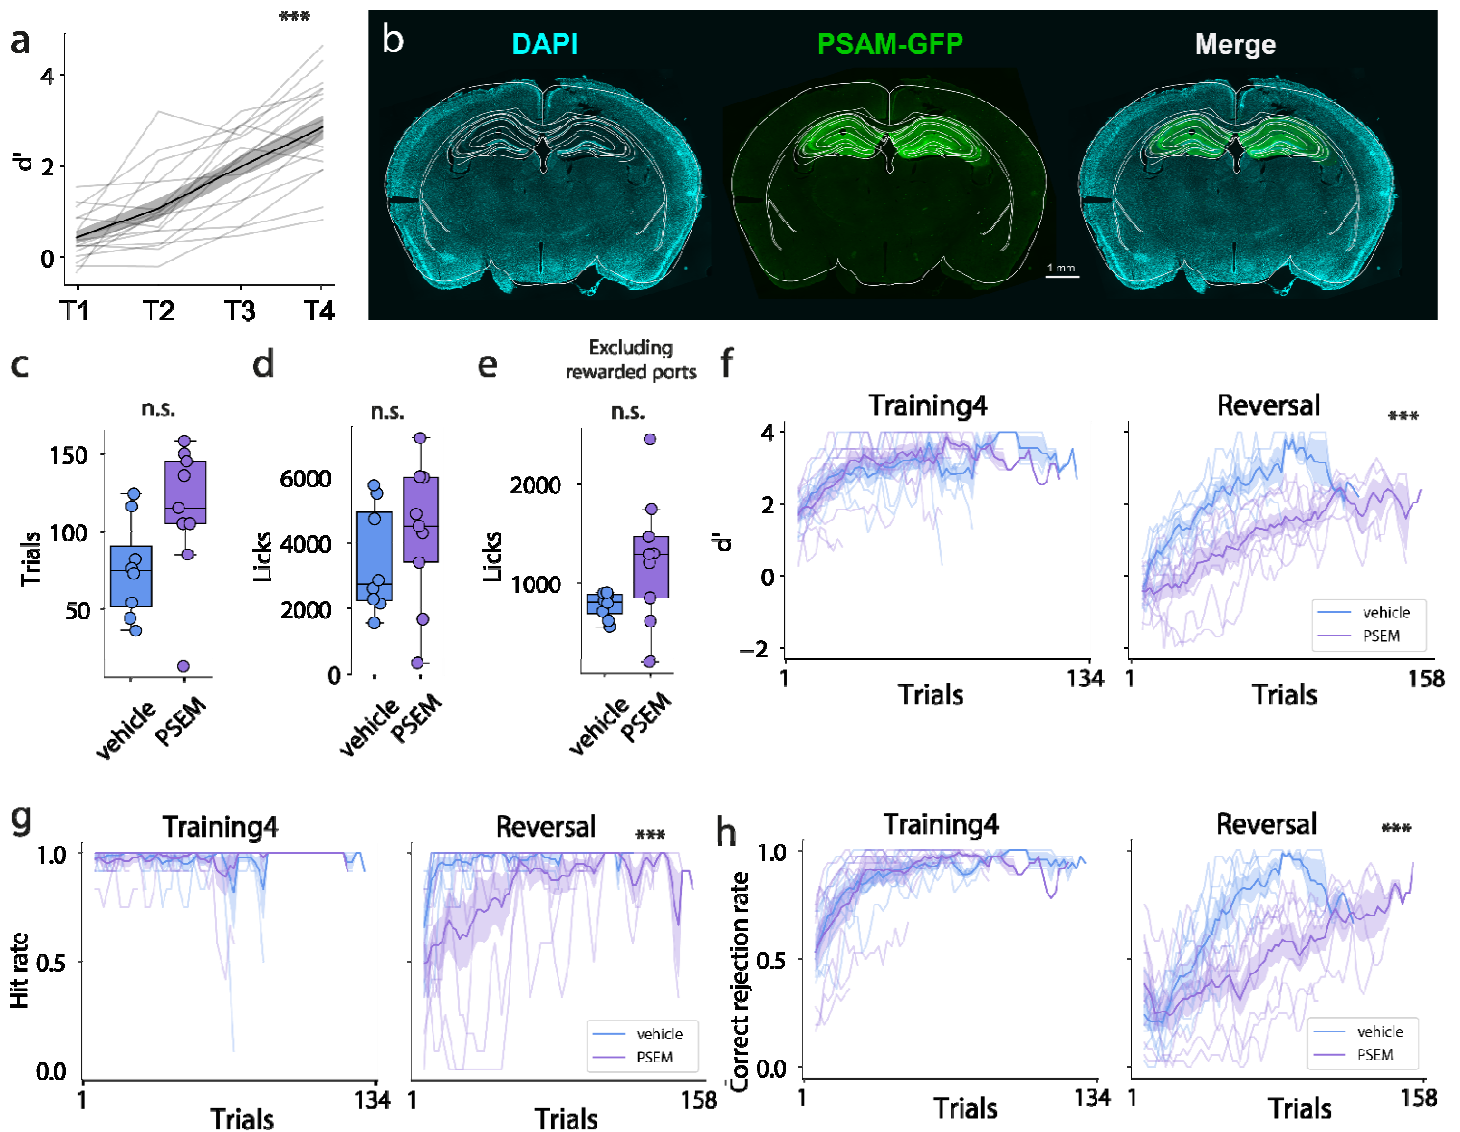 a
***
4
2
0
d'
T1 T2 T3 T4
b
DAPI
PSAM-GFP
Merge
1 mm
c
n.s.
150
100
50
Trials
vehicle
PSEM
d
n.s.
6000
4000
2000
0
Licks
vehicle
PSEM
e
Excluding
rewarded ports
n.s.
2000
1000
Licks
vehicle
PSEM
f
Training4
4
2
0
−2
d'
1
134
Trials
Reversal
***
vehicle
PSEM
1
158
Trials
g
Training4
1.0
0.5
0.0
Hit rate
1
134
Trials
Reversal
***
vehicle
PSEM
1
158
Trials
h
Training4
1.0
0.5
0.0
Correct rejection rate
1
134
Trials
Reversal
***
vehicle
PSEM
1
158
Trials